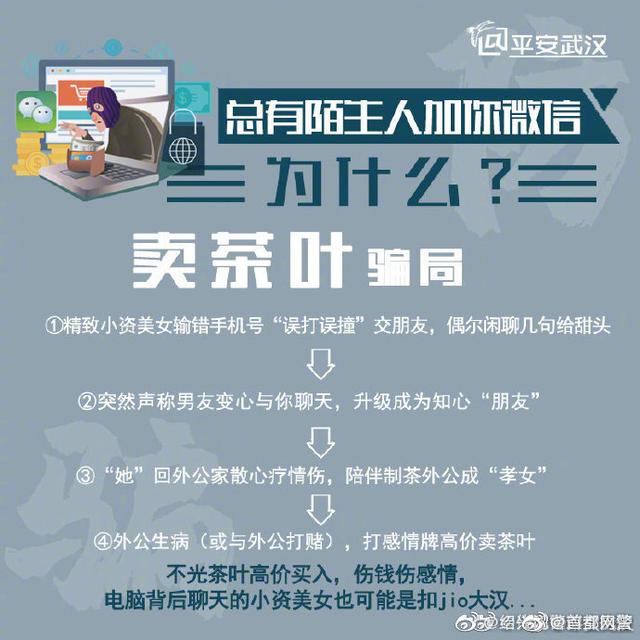 @平安武汉
总有陌生人加你微信
为什么?
卖茶叶骗局
①精致小资美女输错手机号“误打误撞”交朋友，偶尔闲聊几句给甜头
②突然声称男友变心与你聊天，升级成为知心“朋友”
③“她”回外公家散心疗情伤，陪伴制茶外公成“孝女”
④外公生病（或与外公打赌），打感情牌高价卖茶叶
不光茶叶高价买入，伤钱伤感情，
电脑背后聊天的小资美女也可能是扣jio大汉...
@首都网警